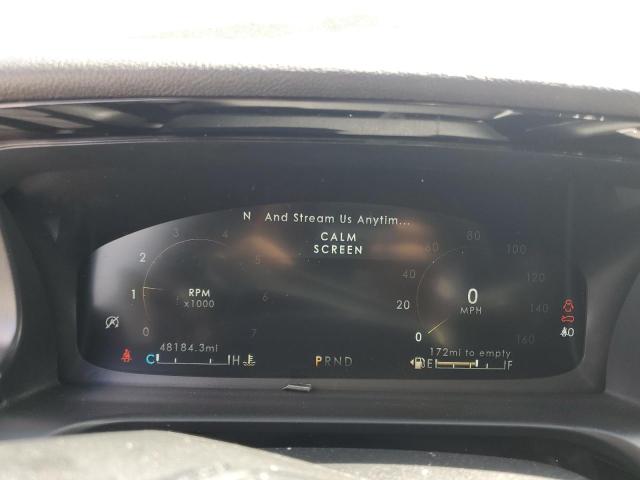 N And Stream Us Anytim...
CALM
SCREEN
3 4
2 5
1
0 7
RPM
x1000
60 80 100
40 120
20 140
0 160
0
MPH
48184.3mi
172mi to empty
C H
PRND
E F